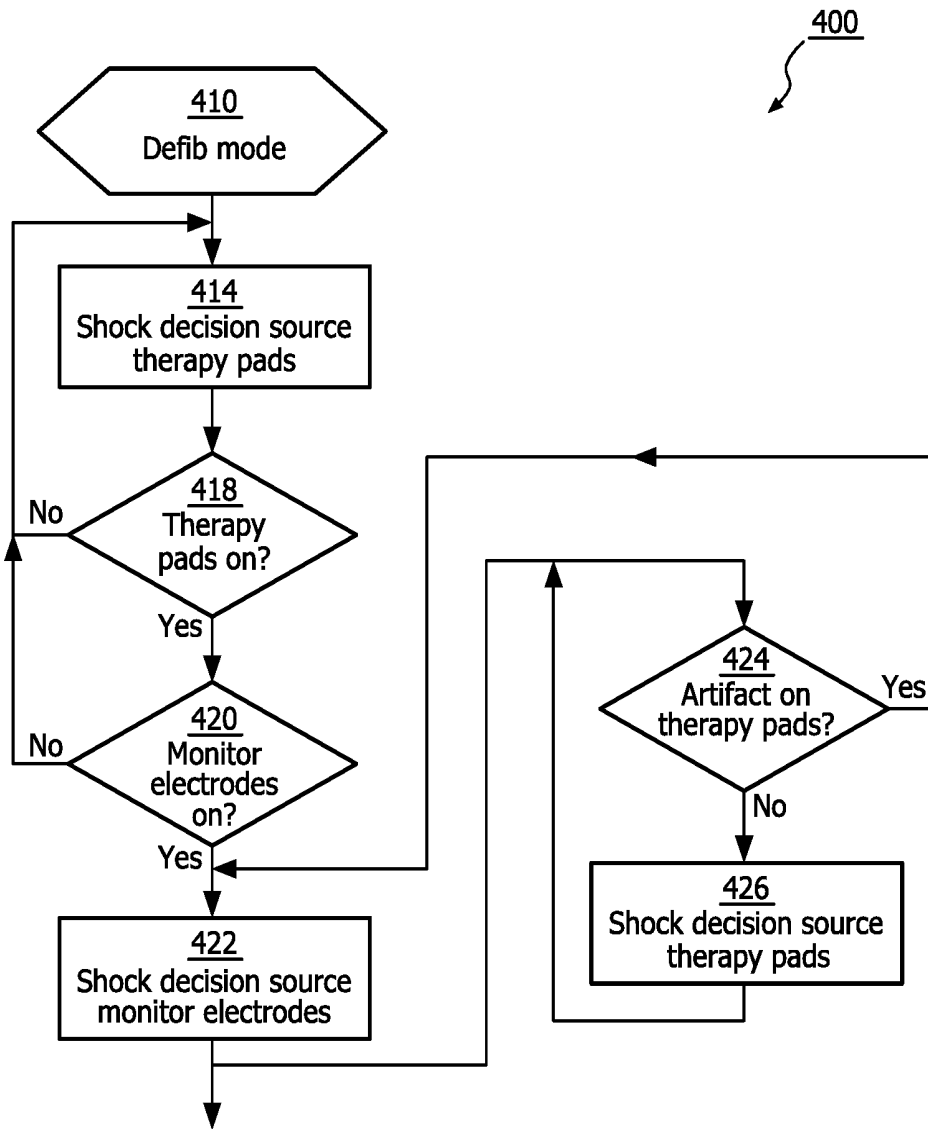 400
410
Defib mode
414
Shock decision source
therapy pads
418
No
Therapy
pads on?
Yes
420
No
Monitor
electrodes
on?
Yes
422
Shock decision source
monitor electrodes
424
Yes
Artifact on
therapy pads?
No
426
Shock decision source
therapy pads